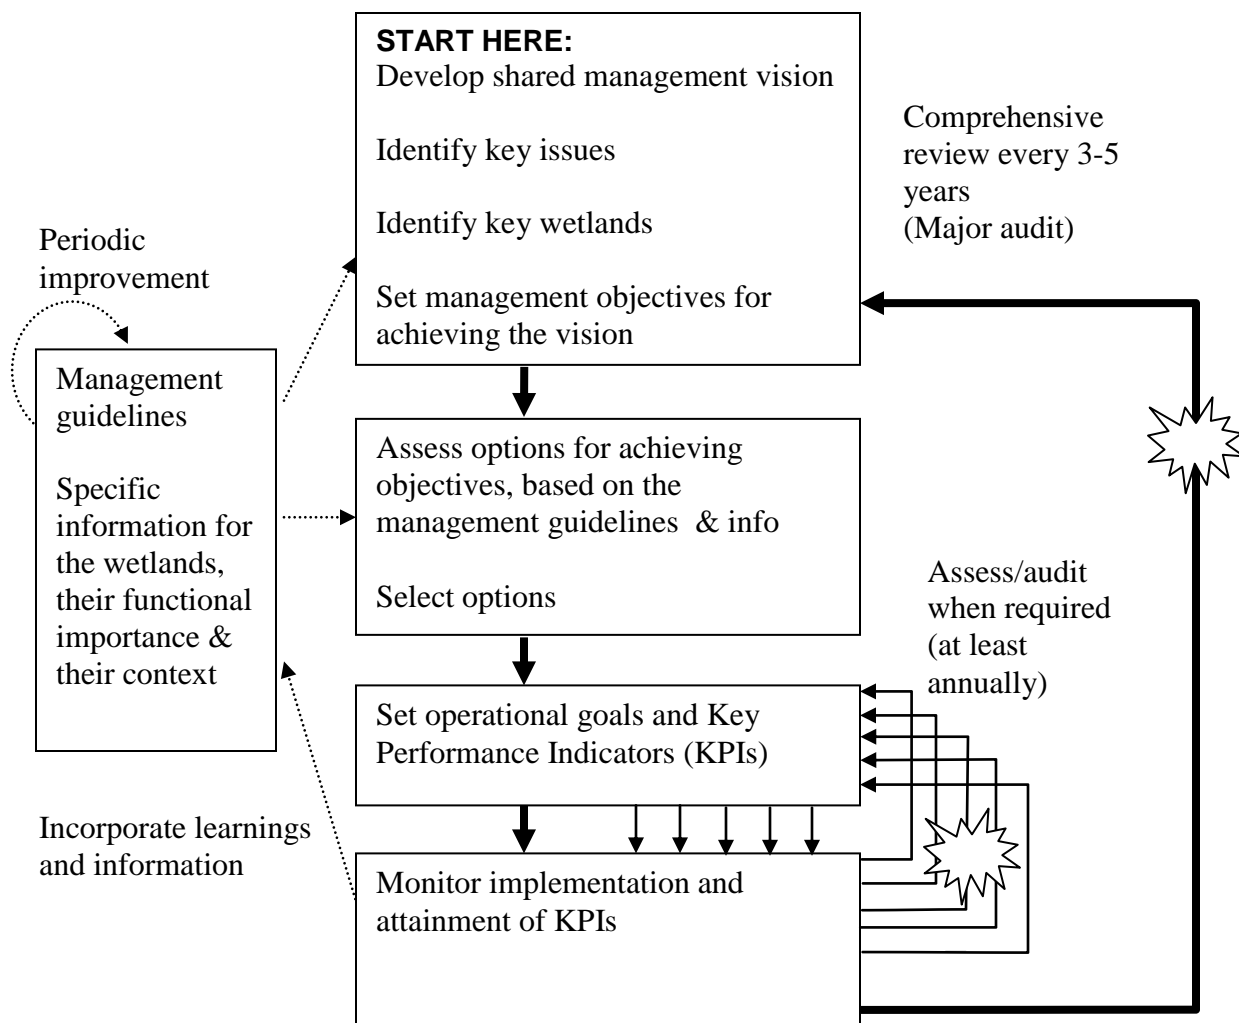 START HERE:
Develop shared management vision
Identify key issues
Identify key wetlands
Set management objectives for
achieving the vision
Comprehensive
review every 3-5
years
(Major audit)
Periodic
improvement
Management
guidelines
Specific
information for
the wetlands,
their functional
importance &
their context
Assess options for achieving
objectives, based on the
management guidelines & info
Select options
Assess/audit
when required
(at least
annually)
Set operational goals and Key
Performance Indicators (KPIs)
Incorporate learnings
and information
Monitor implementation and
attainment of KPIs